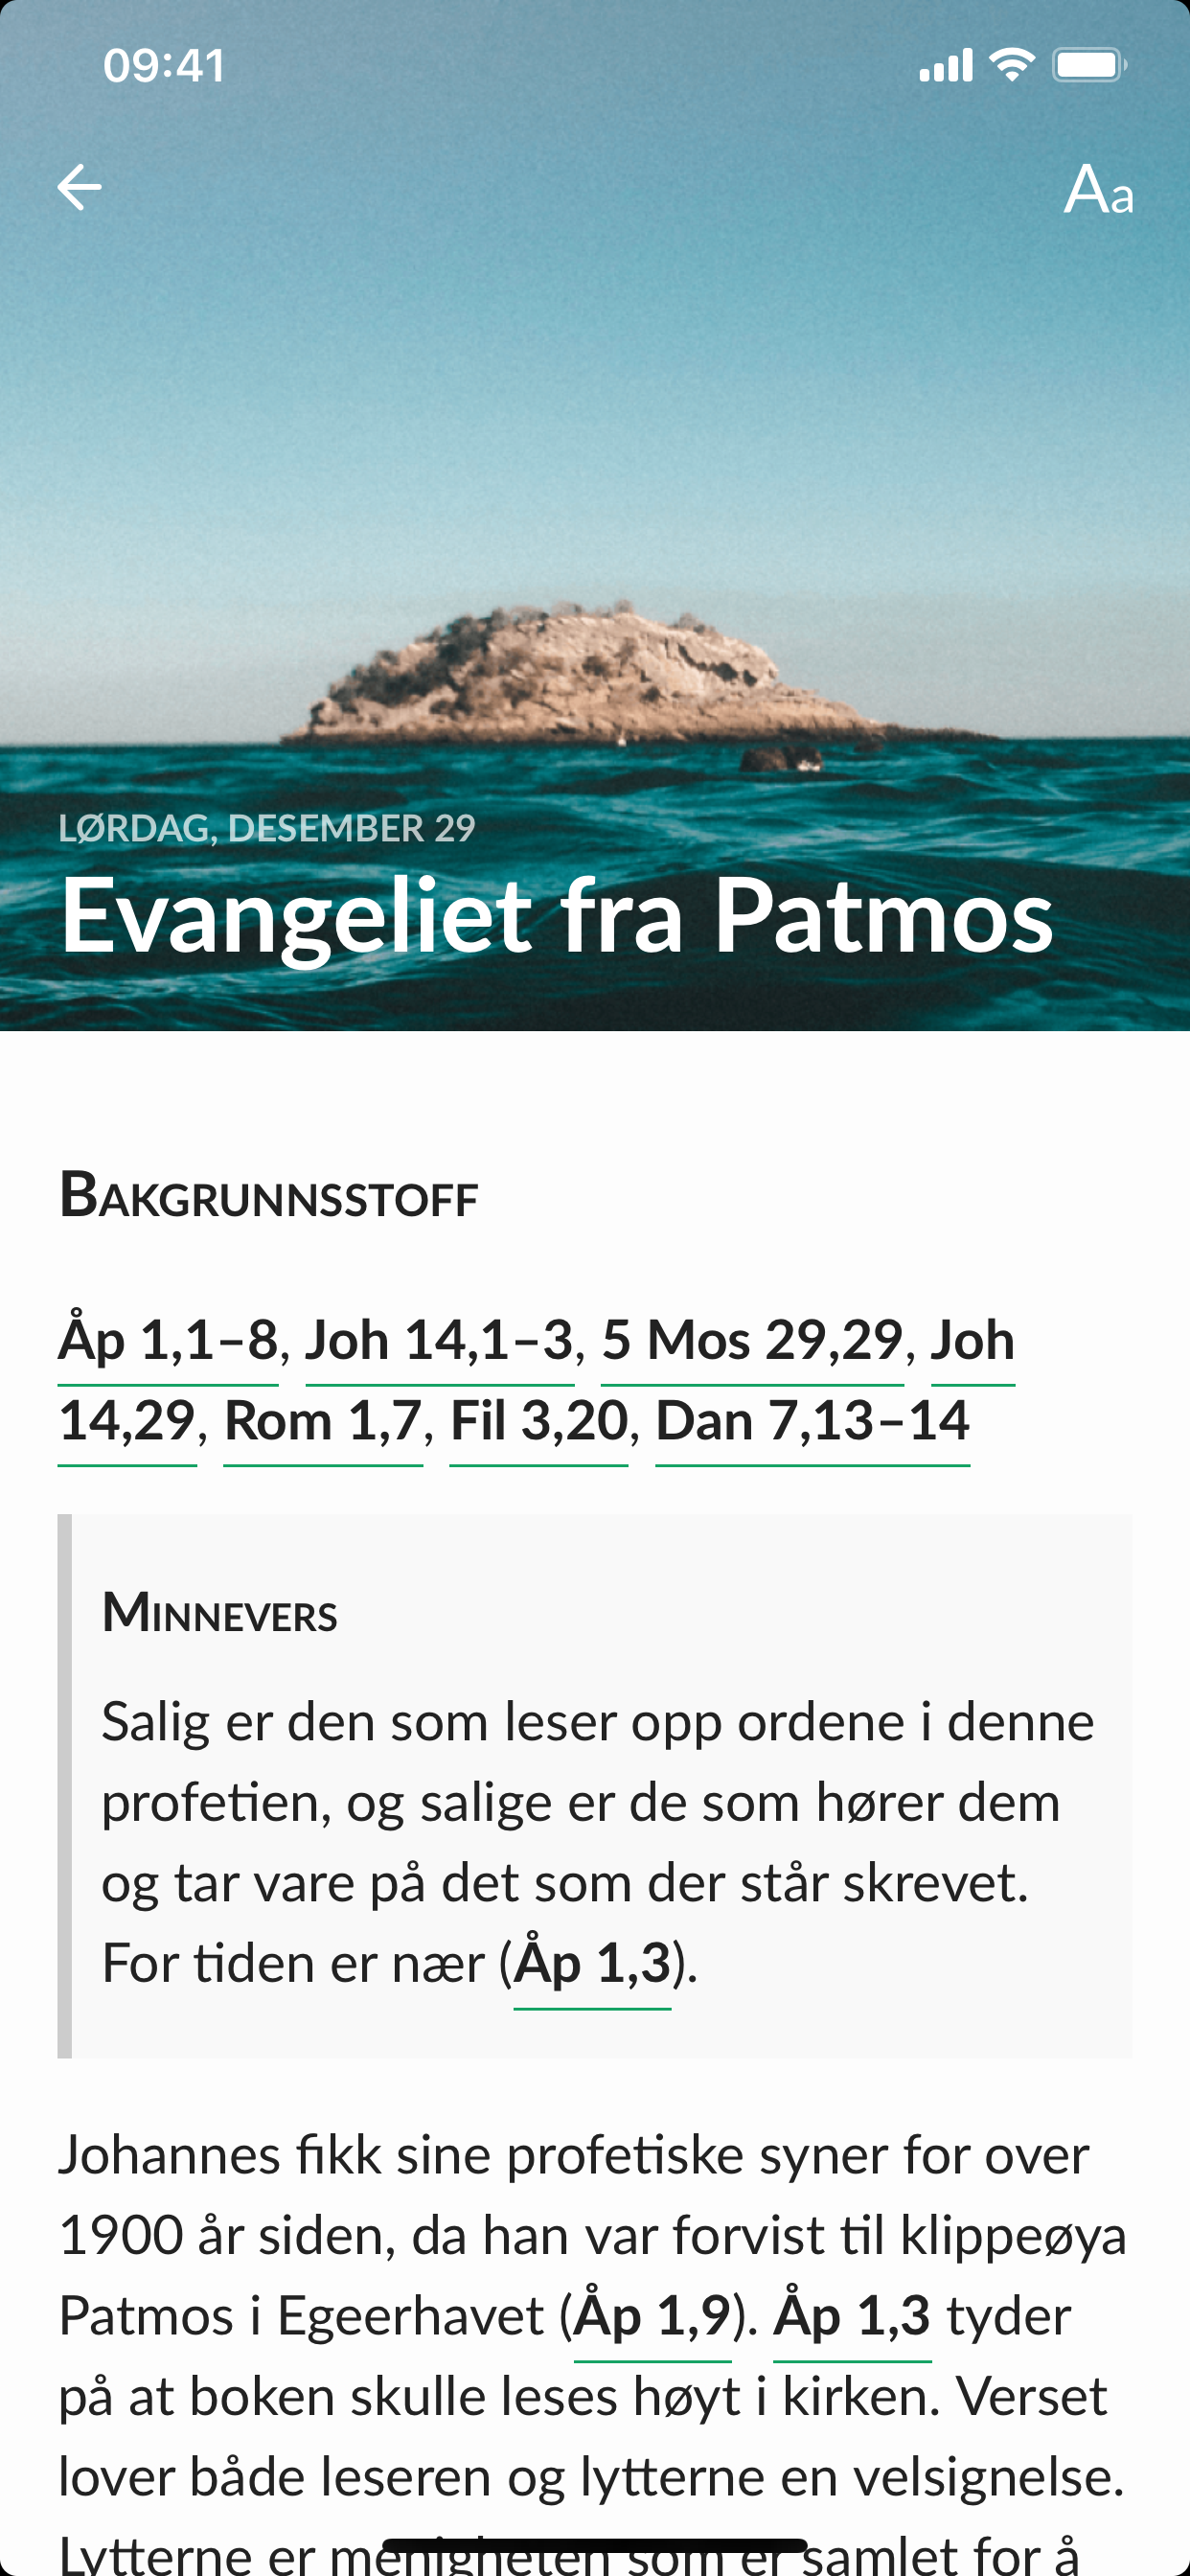 09:41
Aa
LØRDAG, DESEMBER 29
Evangeliet fra Patmos
BAKGRUNNSSTOFF
Åp 1,1–8, Joh 14,1–3, 5 Mos 29,29, Joh
14,29, Rom 1,7, Fil 3,20, Dan 7,13–14
MINNEVERS
Salig er den som leser opp ordene i denne
profetien, og salige er de som hører dem
og tar vare på det som der står skrevet.
For tiden er nær (Åp 1,3).
Johannes fikk sine profetiske syner for over
1900 år siden, da han var forvist til klippeøya
Patmos i Egeerhavet (Åp 1,9). Åp 1,3 tyder
på at boken skulle leses høyt i kirken. Verset
lover både leseren og lytterne en velsignelse.
Lytterne er menigheten som er samlet for å